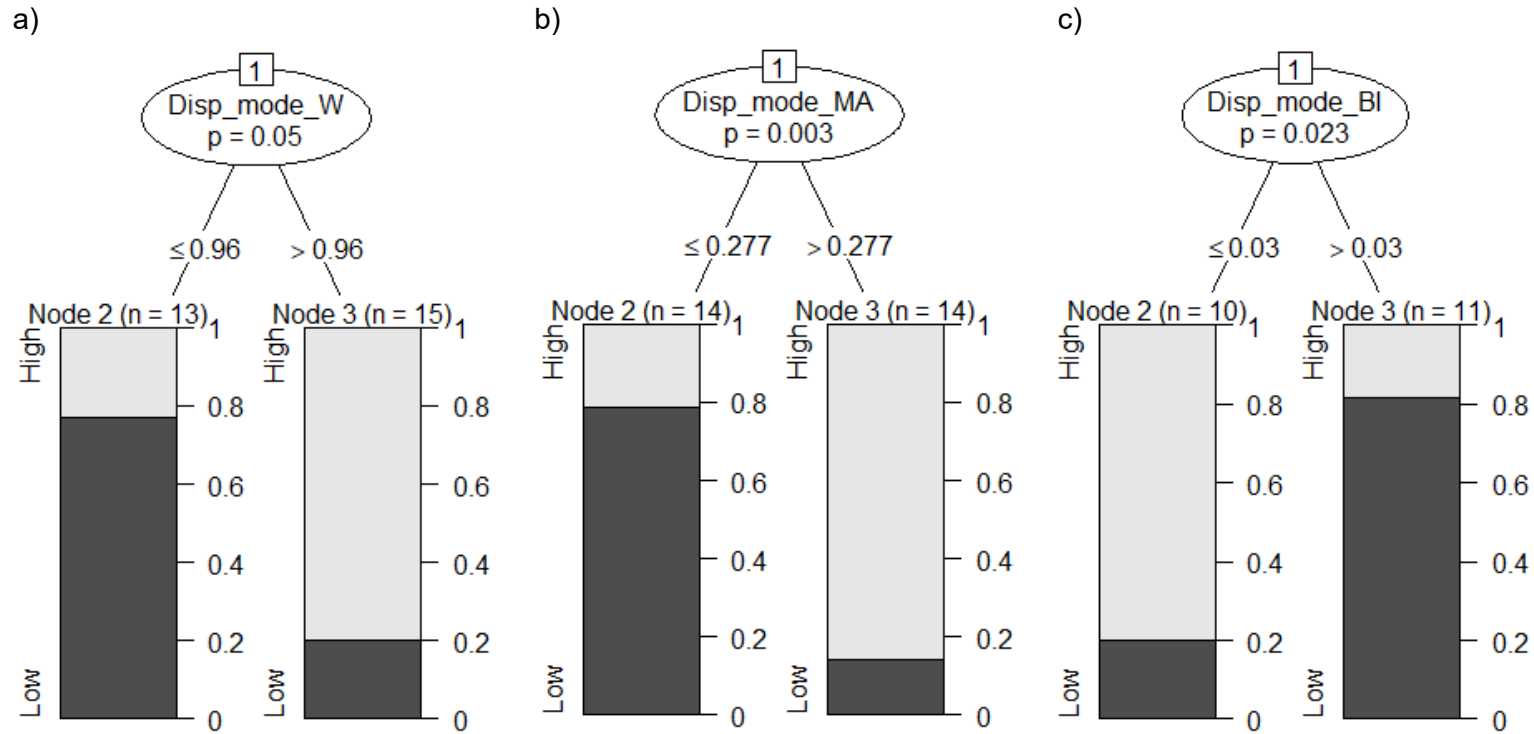 a)
1
Disp_mode_W
p = 0.05
≤ 0.96 > 0.96
Node 2 (n = 13) Node 3 (n = 15)
High
Low
1
0.8
0.6
0.4
0.2
0
High
Low
1
0.8
0.6
0.4
0.2
0
b)
1
Disp_mode_MA
p = 0.003
≤ 0.277 > 0.277
Node 2 (n = 14) Node 3 (n = 14)
High
Low
1
0.8
0.6
0.4
0.2
0
High
Low
1
0.8
0.6
0.4
0.2
0
c)
1
Disp_mode_BI
p = 0.023
≤ 0.03 > 0.03
Node 2 (n = 10) Node 3 (n = 11)
High
Low
1
0.8
0.6
0.4
0.2
0
High
Low
1
0.8
0.6
0.4
0.2
0